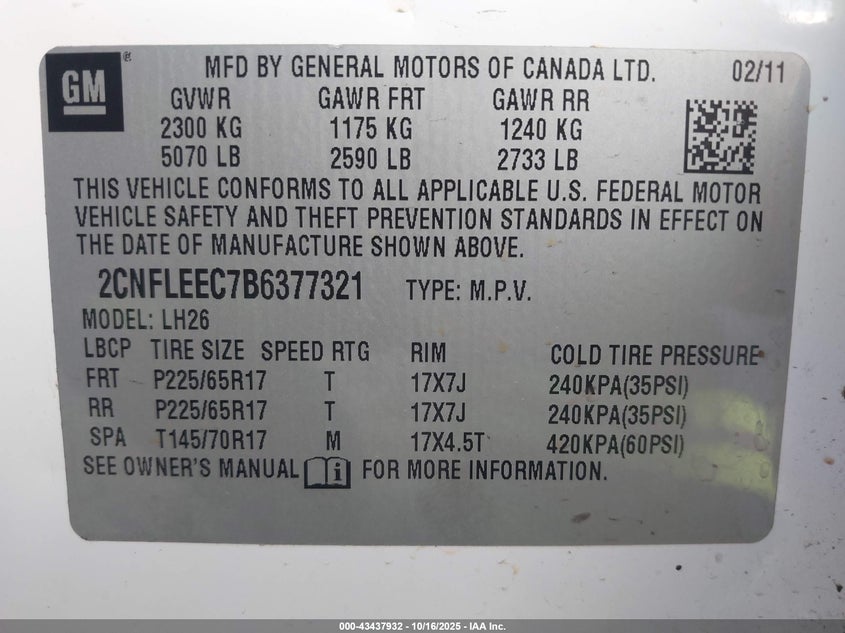 GM® MFD BY GENERAL MOTORS OF CANADA LTD. 02/11
GVWR GAWR FRT GAWR RR
2300 KG 1175 KG 1240 KG
5070 LB 2590 LB 2733 LB
THIS VEHICLE CONFORMS TO ALL APPLICABLE U.S. FEDERAL MOTOR
VEHICLE SAFETY AND THEFT PREVENTION STANDARDS IN EFFECT ON
THE DATE OF MANUFACTURE SHOWN ABOVE.
2CNFLEEC7B6377321 TYPE: M.P.V.
MODEL: LH26
LBCP TIRE SIZE SPEED RTG RIM COLD TIRE PRESSURE
FRT P225/65R17 T 17X7J 240KPA(35PSI)
RR P225/65R17 T 17X7J 240KPA(35PSI)
SPA T145/70R17 M 17X4.5T 420KPA(60PSI)
SEE OWNER'S MANUAL i FOR MORE INFORMATION.
000-43437932 - 10/16/2025 - IAA Inc.